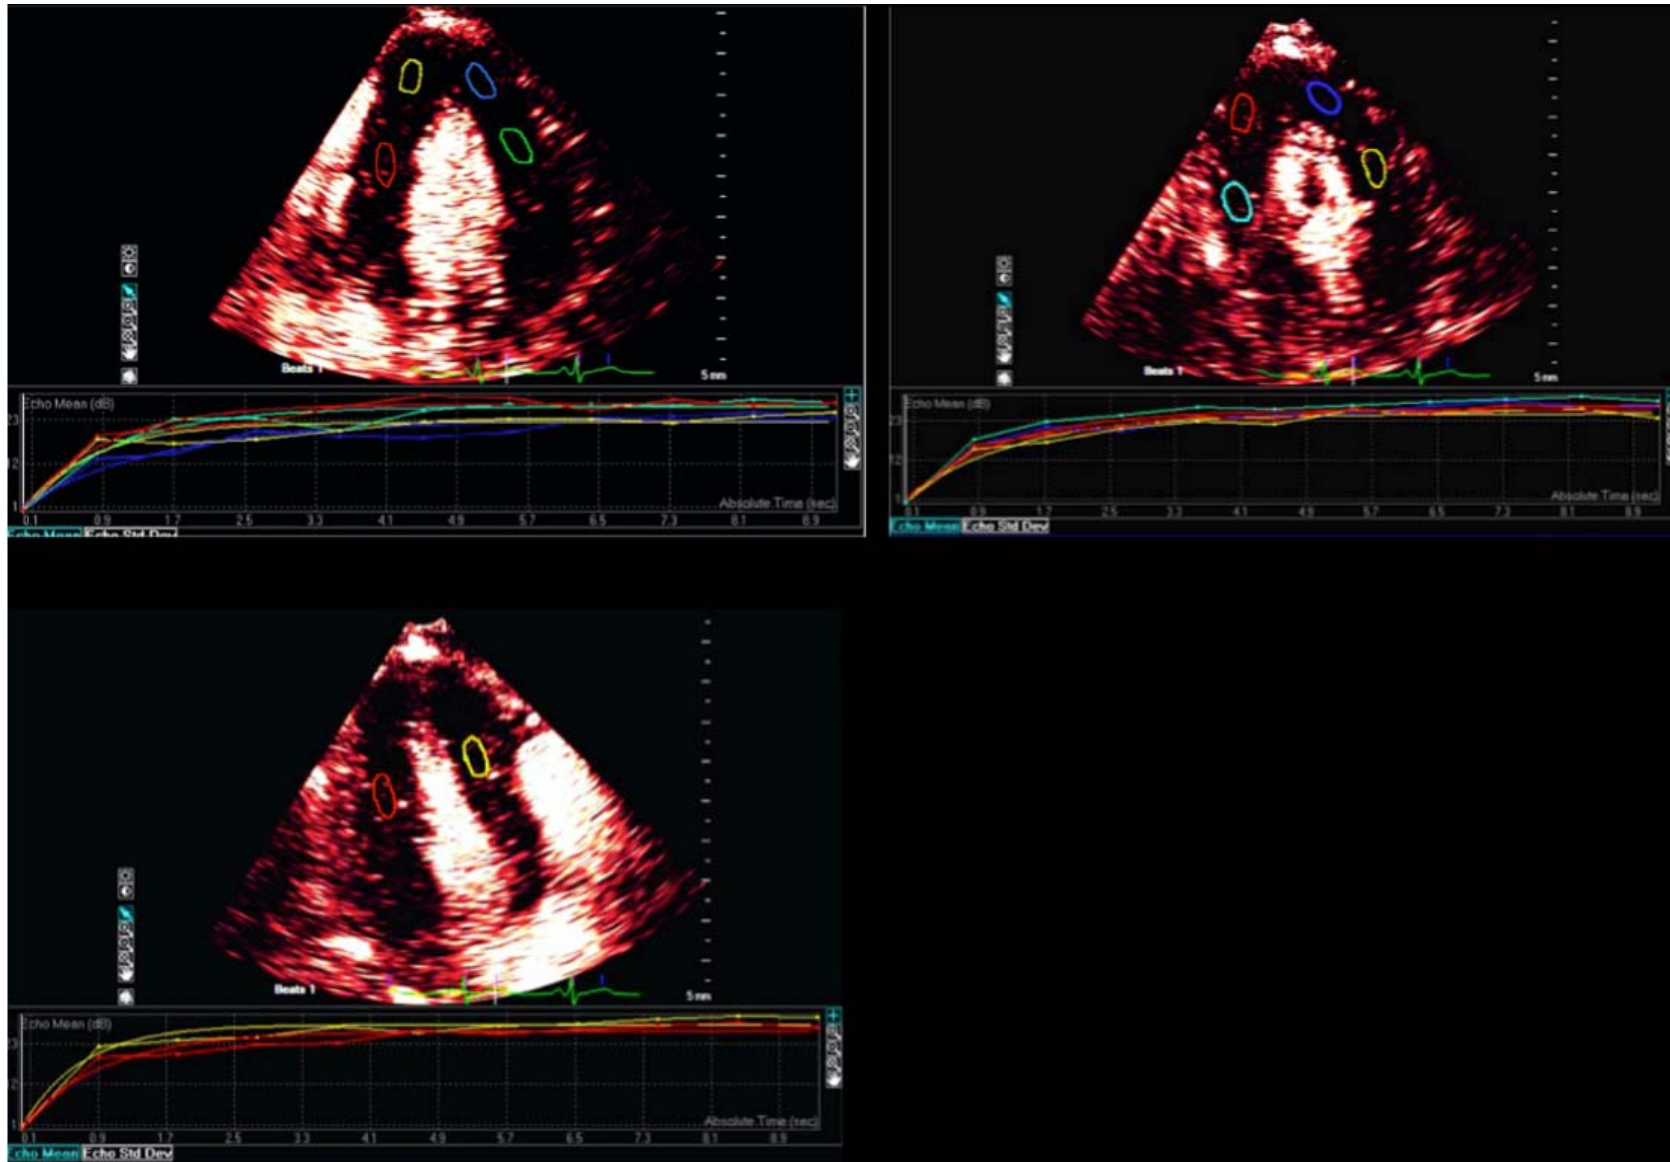 Beats 1
5mm
Echo Mean (dB)
23
12
1
Absolute Time (sec)
0.1 0.9 1.7 2.5 3.3 4.1 4.9 5.7 6.5 7.3 8.1 8.9
Echo Mean Echo Std Dev
Beats 1
5mm
Echo Mean (dB)
23
12
1
Absolute Time (sec)
0.1 0.9 1.7 2.5 3.3 4.1 4.9 5.7 6.5 7.3 8.1 8.9
Echo Mean Echo Std Dev
Beats 1
5mm
Echo Mean (dB)
23
12
1
Absolute Time (sec)
0.1 0.9 1.7 2.5 3.3 4.1 4.9 5.7 6.5 7.3 8.1 8.9
Echo Mean Echo Std Dev